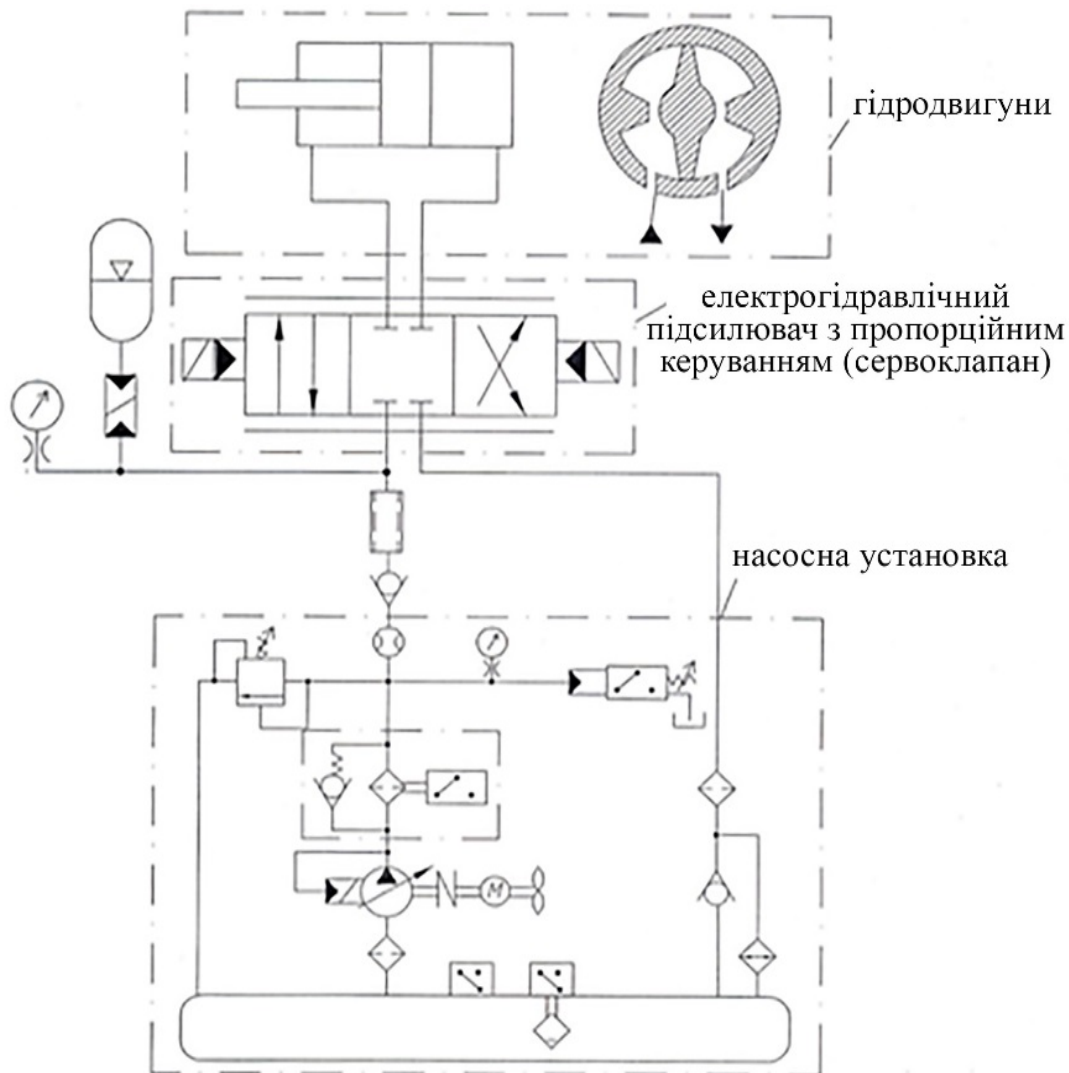 гідродвигуни
електрогідравлічний
підсилювач з пропорційним
керуванням (сервоклапан)
насосна установка
M